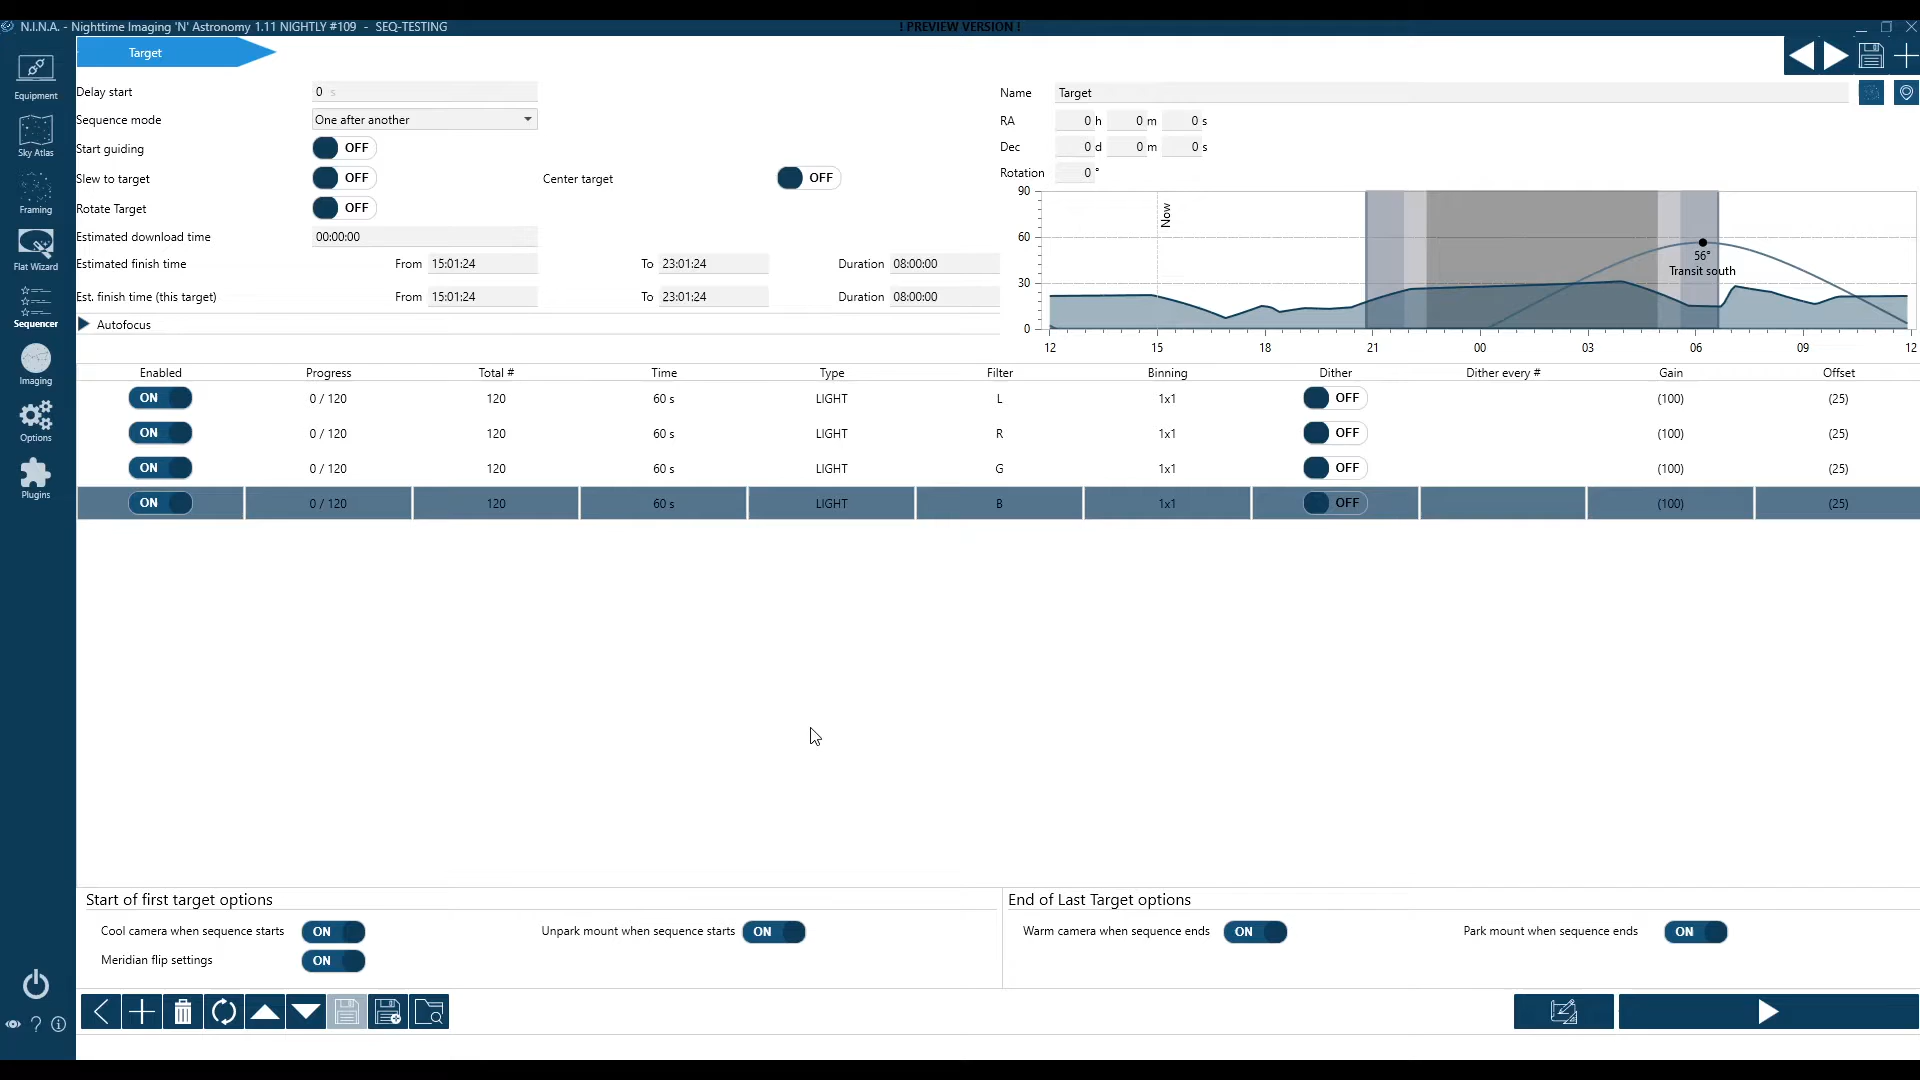 N.I.N.A. - Nighttime Imaging 'N' Astronomy 1.11 NIGHTLY #109 - SEQ-TESTING
! PREVIEW VERSION !
Target
Equipment
Sky Atlas
Framing
Flat Wizard
Sequencer
Imaging
Options
Plugins
Delay start 0 s
Sequence mode One after another
Start guiding OFF
Slew to target OFF Center target OFF
Rotate Target OFF
Estimated download time 00:00:00
Estimated finish time From 15:01:24 To 23:01:24 Duration 08:00:00
Est. finish time (this target) From 15:01:24 To 23:01:24 Duration 08:00:00
Autofocus
Name Target
RA 0 h 0 m 0 s
Dec 0 d 0 m 0 s
Rotation 0 °
90
60
30
0
Now
56°
Transit south
12 15 18 21 00 03 06 09 12
Enabled Progress Total # Time Type Filter Binning Dither Dither every # Gain Offset
ON 0 / 120 120 60 s LIGHT L 1x1 OFF (100) (25)
ON 0 / 120 120 60 s LIGHT R 1x1 OFF (100) (25)
ON 0 / 120 120 60 s LIGHT G 1x1 OFF (100) (25)
ON 0 / 120 120 60 s LIGHT B 1x1 OFF (100) (25)
Start of first target options
Cool camera when sequence starts ON Unpark mount when sequence starts ON
Meridian flip settings ON
End of Last Target options
Warm camera when sequence ends ON Park mount when sequence ends ON